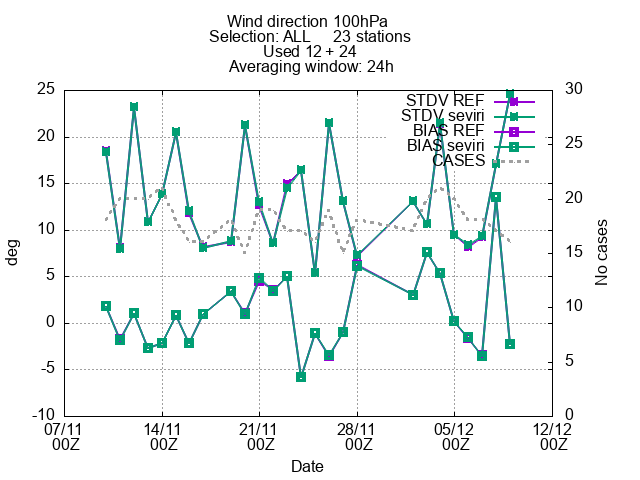 Wind direction 100hPa
Selection: ALL 23 stations
Used 12 + 24
Averaging window: 24h
STDV REF
STDV seviri
BIAS REF
BIAS seviri
CASES
deg
25
20
15
10
5
0
-5
-10
No cases
30
25
20
15
10
5
0
07/11 14/11 21/11 28/11 05/12 12/12
00Z 00Z 00Z 00Z 00Z 00Z
Date